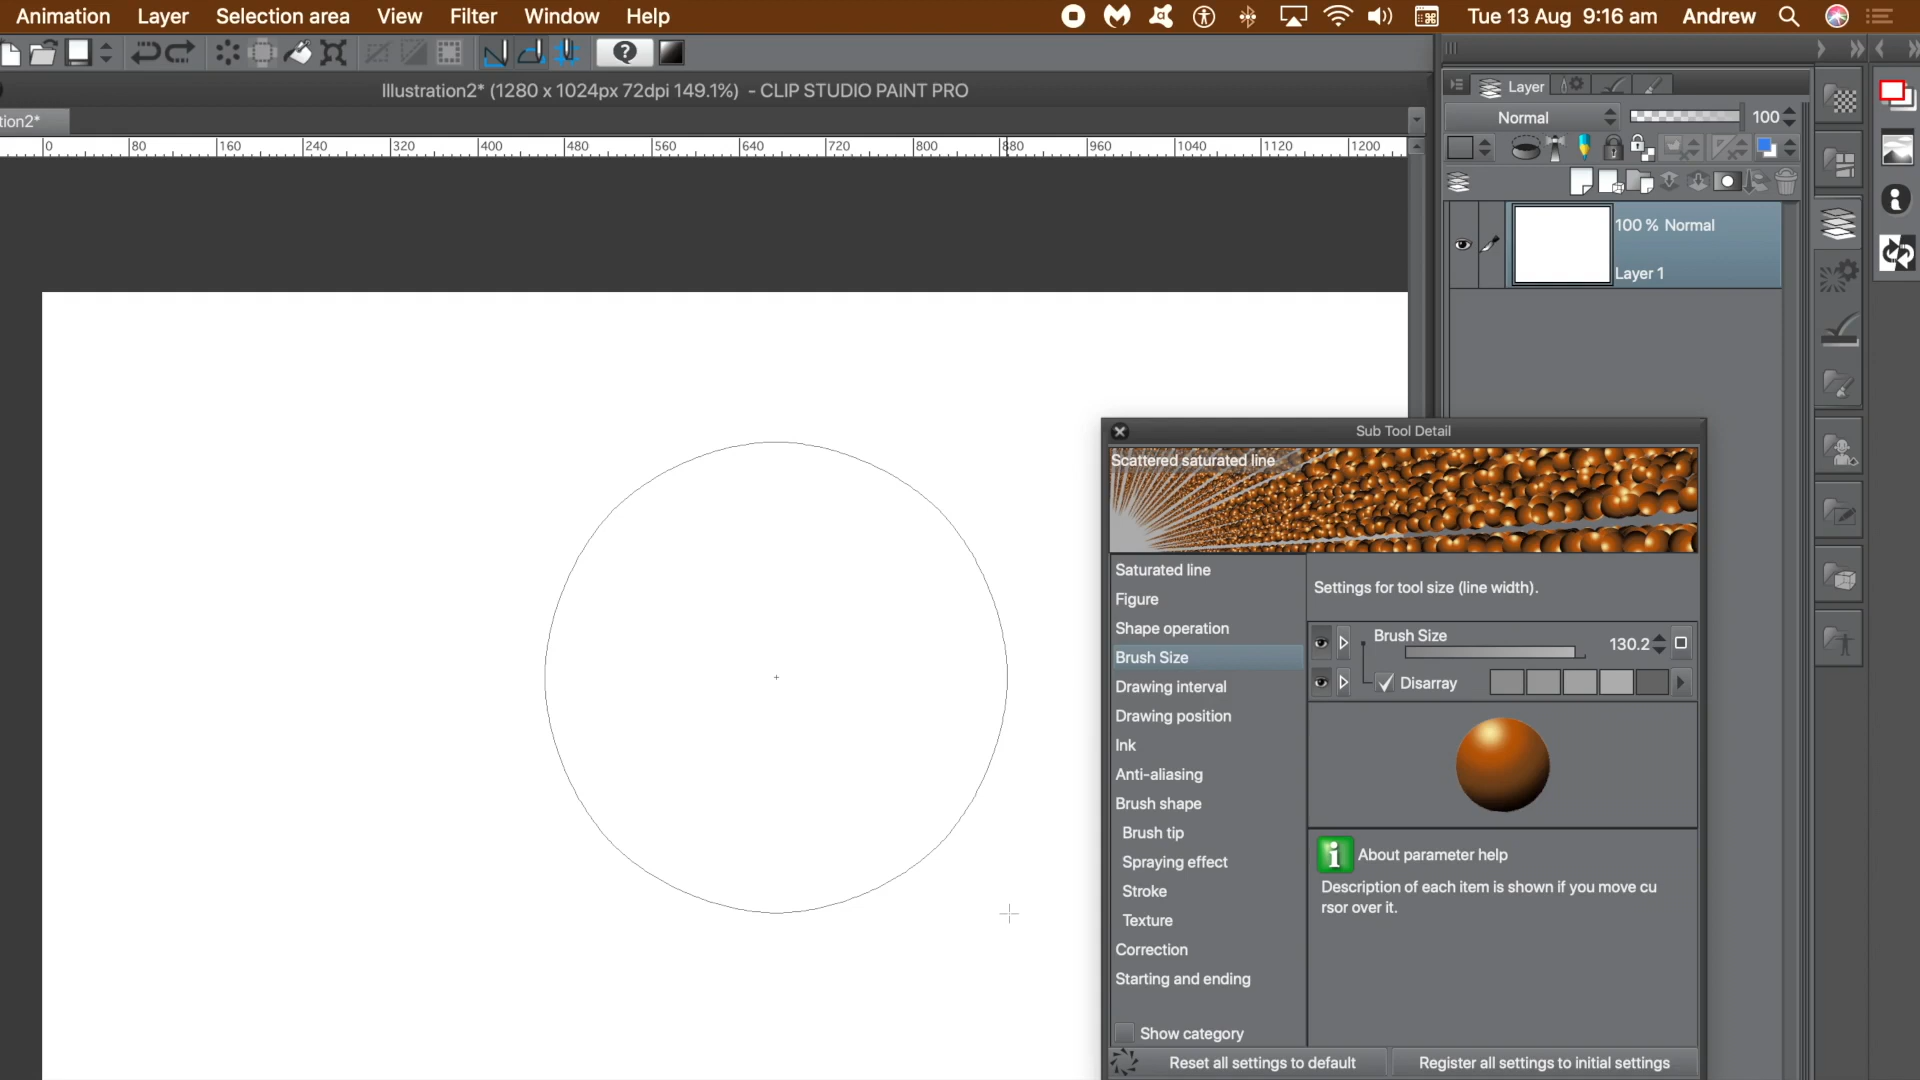 Animation Layer Selection area View Filter Window Help Tue 13 Aug 9:16 am Andrew
Illustration2* (1280 x 1024px 72dpi 149.1%) - CLIP STUDIO PAINT PRO
tion2*
0 80 160 240 320 400 480 560 640 720 800 880 960 1040 1120 1200
Layer
Normal 100
100 % Normal
Layer 1
Sub Tool Detail
Scattered saturated line
Saturated line
Figure
Shape operation
Brush Size
Drawing interval
Drawing position
Ink
Anti-aliasing
Brush shape
Brush tip
Spraying effect
Stroke
Texture
Correction
Starting and ending
Show category
Settings for tool size (line width).
Brush Size 130.2
Disarray
About parameter help
Description of each item is shown if you move cu
rsor over it.
Reset all settings to default Register all settings to initial settings